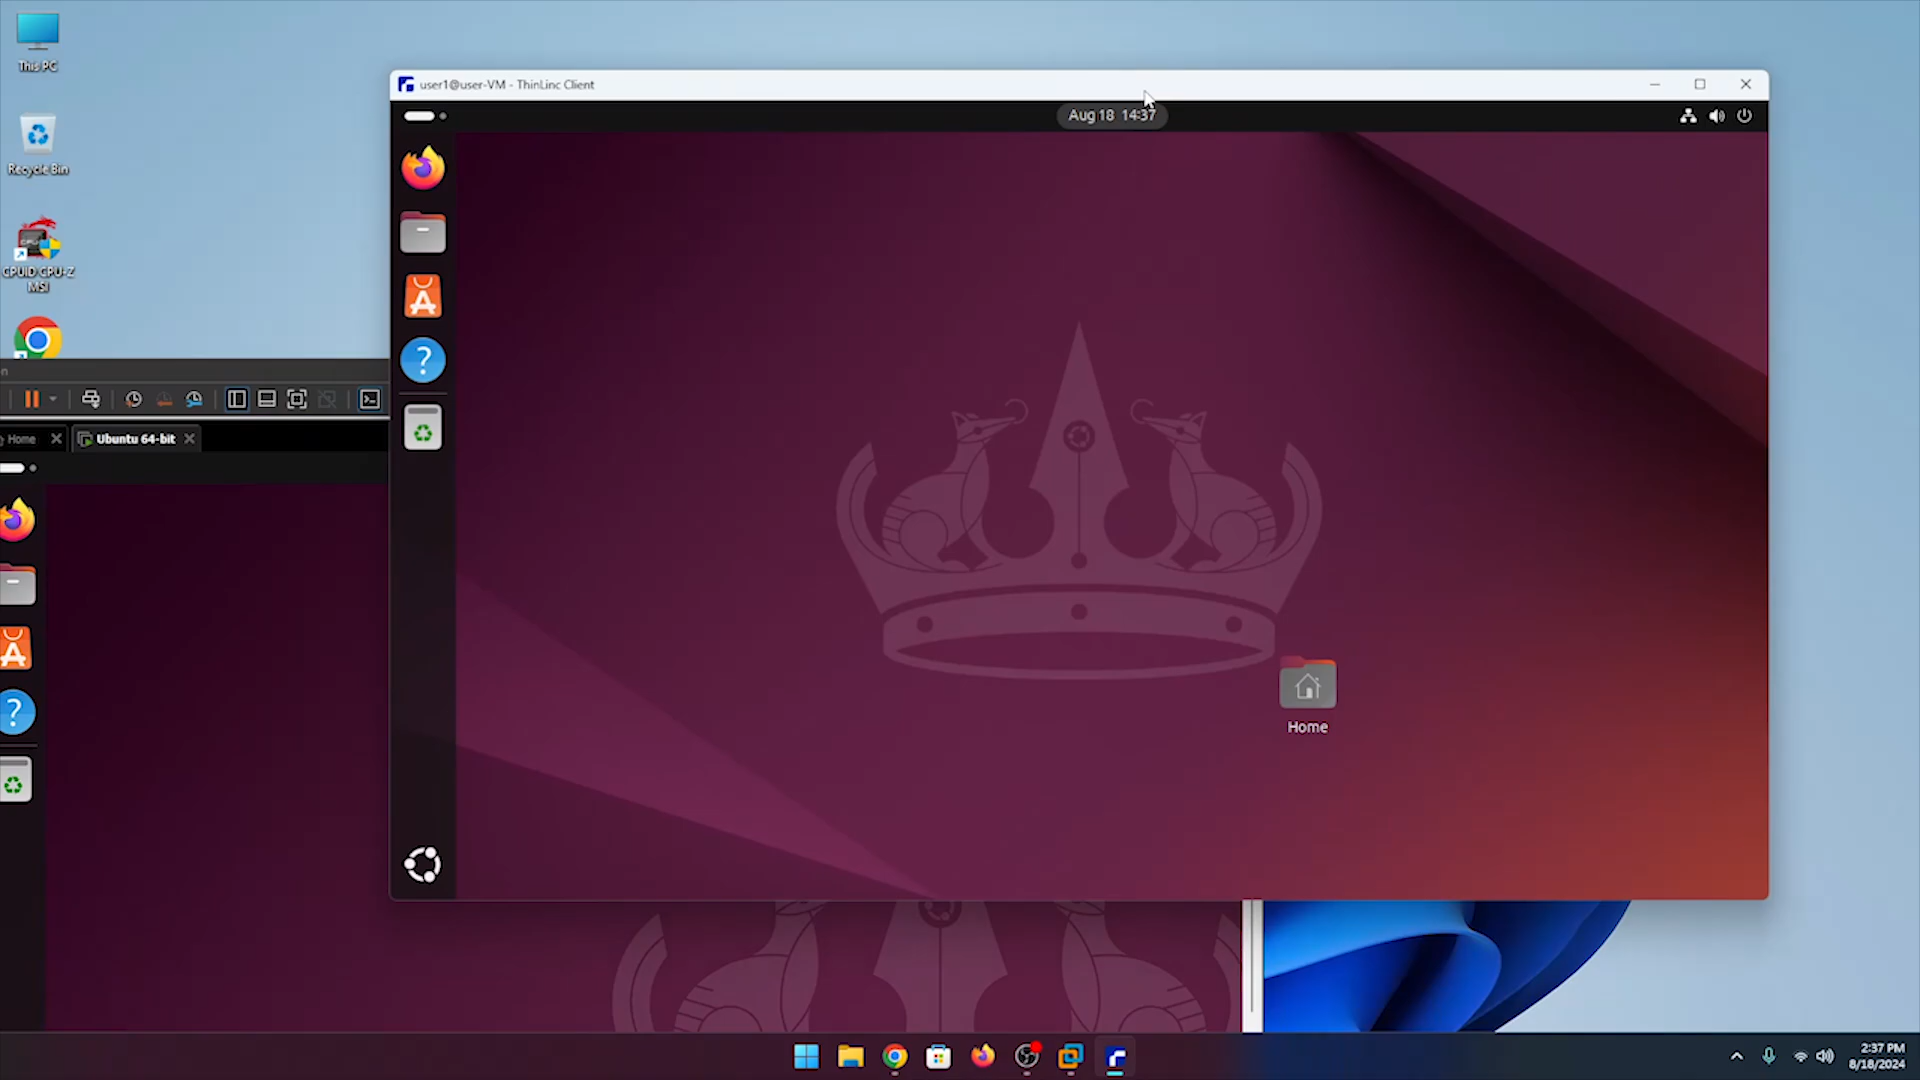 This PC
Recycle Bin
CPUID CPU-Z
MSI
user1@user-VM - ThinLinc Client
Aug 18 14:37
Home
n
Home
Ubuntu 64-bit
2:37 PM
8/18/2024